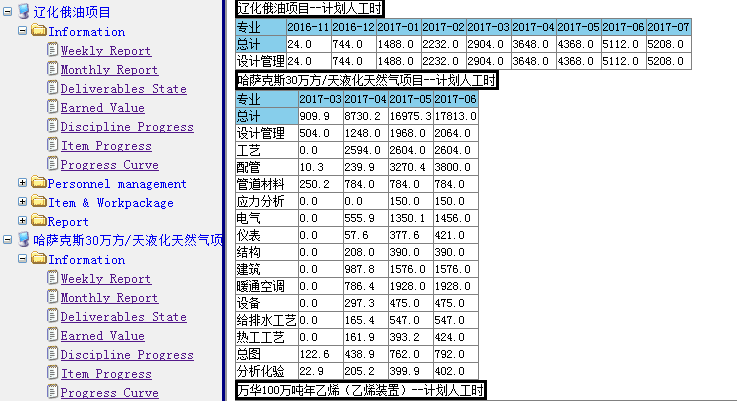 辽化俄油项目
Information
Weekly Report
Monthly Report
Deliverables State
Earned Value
Discipline Progress
Item Progress
Progress Curve
Personnel management
Item & Workpackage
Report
哈萨克斯30万方/天液化天然气项
Information
Weekly Report
Monthly Report
Deliverables State
Earned Value
Discipline Progress
Item Progress
Progress Curve
辽化俄油项目--计划人工时
专业 2016-11 2016-12 2017-01 2017-02 2017-03 2017-04 2017-05 2017-06 2017-07
总计 24.0 744.0 1488.0 2232.0 2904.0 3648.0 4368.0 5112.0 5208.0
设计管理 24.0 744.0 1488.0 2232.0 2904.0 3648.0 4368.0 5112.0 5208.0
哈萨克斯30万方/天液化天然气项目--计划人工时
专业 2017-03 2017-04 2017-05 2017-06
总计 909.9 8730.2 16975.3 17813.0
设计管理 504.0 1248.0 1968.0 2064.0
工艺 0.0 2594.0 2604.0 2604.0
配管 10.3 239.9 3270.4 3800.0
管道材料 250.2 784.0 784.0 784.0
应力分析 0.0 0.0 150.0 150.0
电气 0.0 555.9 1350.1 1456.0
仪表 0.0 57.6 377.6 421.0
结构 0.0 208.0 390.0 390.0
建筑 0.0 987.8 1576.0 1576.0
暖通空调 0.0 786.4 1928.0 1928.0
设备 0.0 297.3 475.0 475.0
给排水工艺 0.0 165.4 547.0 547.0
热工工艺 0.0 161.9 393.2 424.0
总图 122.6 438.9 762.0 792.0
分析化验 22.9 205.2 399.9 402.0
万华100万吨年乙烯（乙烯装置）--计划人工时